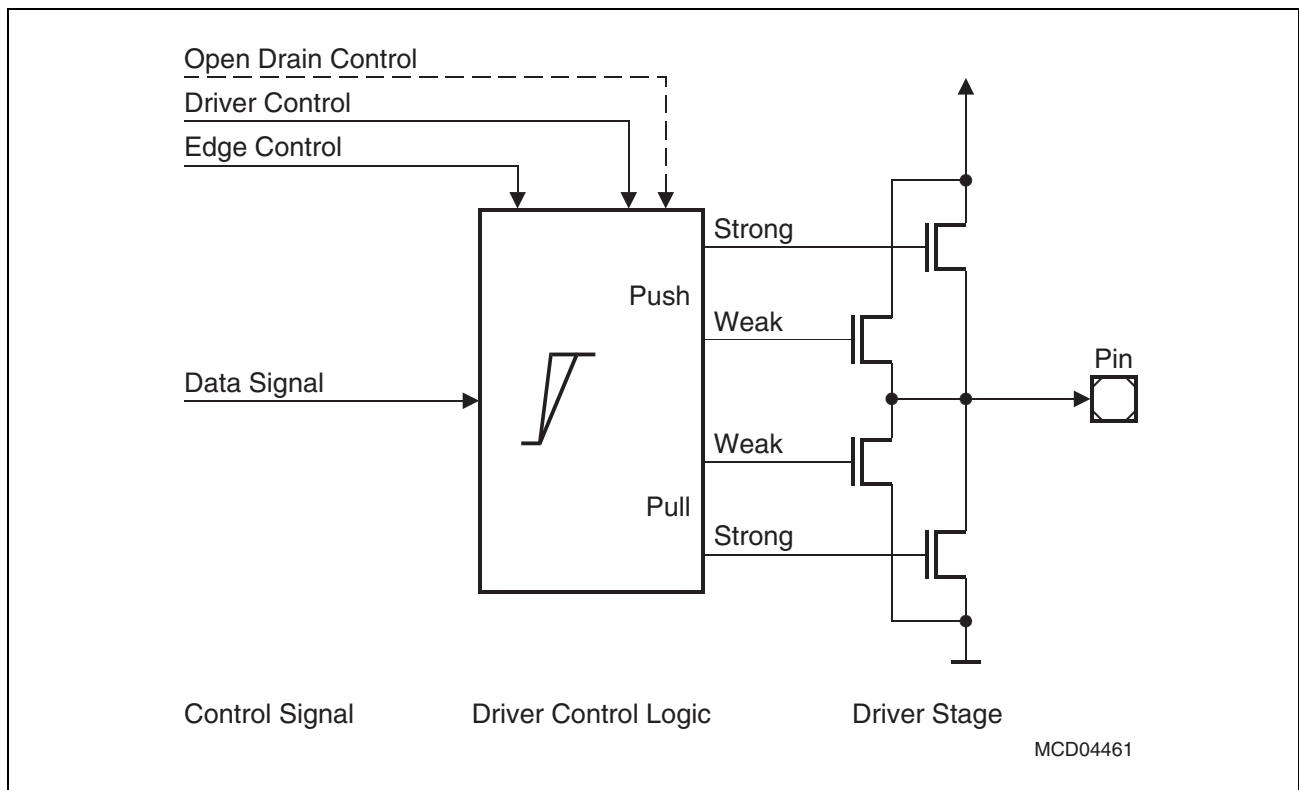 Open Drain Control
Driver Control
Edge Control
Strong
Push
Weak
Pin
Data Signal
Weak
Pull
Strong
Control Signal
Driver Control Logic
Driver Stage
MCD04461